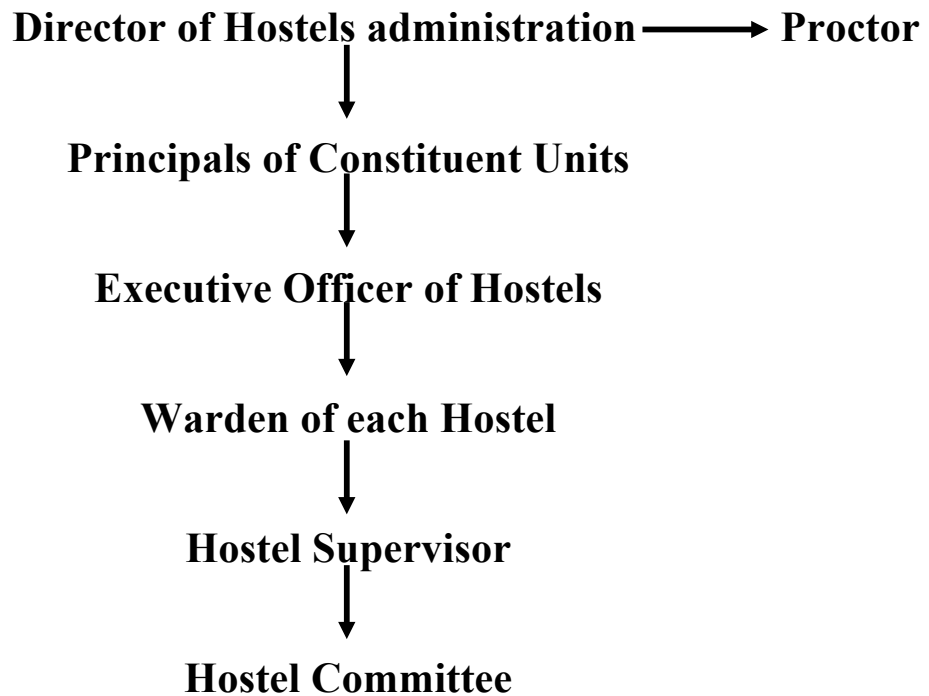 Director of Hostels administration Proctor
Principals of Constituent Units
Executive Officer of Hostels
Warden of each Hostel
Hostel Supervisor
Hostel Committee